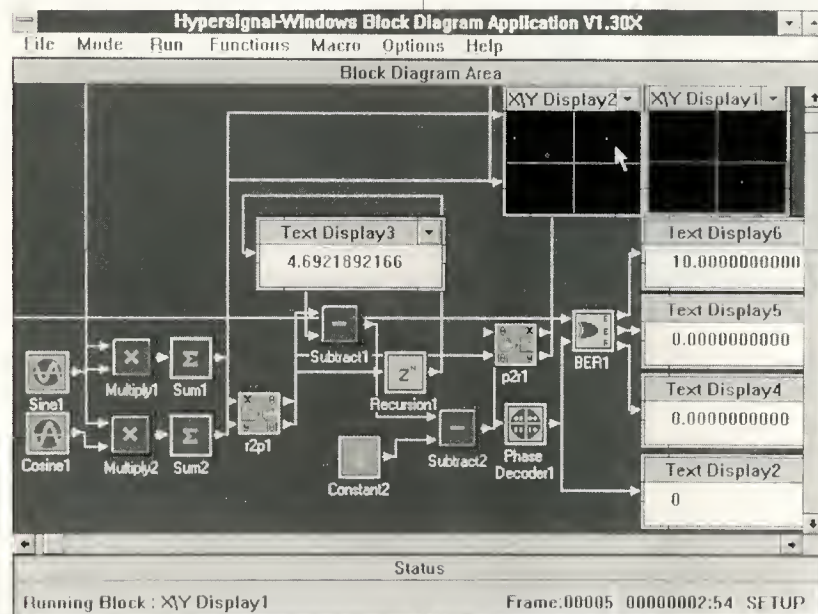 Hypersignal-Windows Block Diagram Application V1.30X
File Mode Run Functions Macro Options Help
Block Diagram Area
X\Y Display2
X\Y Display1
Text Display3
4.6921892166
Text Display6
10.0000000000
Text Display5
0.0000000000
Text Display4
0.0000000000
Text Display2
0
Sine1
Multiply1
Sum1
Cosine1
Multiply2
Sum2
r2p1
Subtract1
Recursion1
Constant2
Subtract2
p2r1
Phase
Decoder1
BER1
Status
Running Block : X\Y Display1
Frame:00005 00000002:54 SETUP